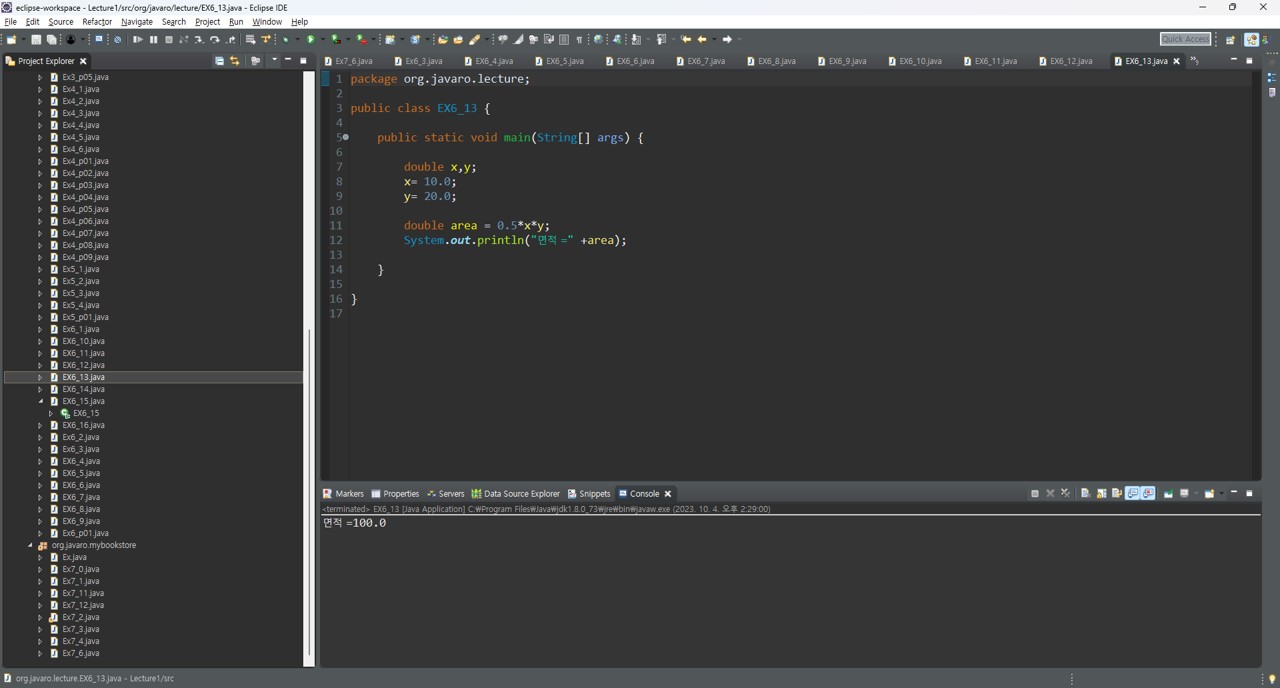 eclipse-workspace - Lecture1/src/org/javaro/lecture/EX6_13.java - Eclipse IDE
File Edit Source Refactor Navigate Search Project Run Window Help
Quick Access
Project Explorer
Ex7_6.java Ex6_3.java EX6_4.java EX6_5.java EX6_6.java EX6_7.java EX6_8.java EX6_9.java EX6_10.java EX6_11.java EX6_12.java EX6_13.java
Ex3_p05.java
Ex4_1.java
Ex4_2.java
Ex4_3.java
Ex4_4.java
Ex4_5.java
Ex4_6.java
Ex4_p01.java
Ex4_p02.java
Ex4_p03.java
Ex4_p04.java
Ex4_p05.java
Ex4_p06.java
Ex4_p07.java
Ex4_p08.java
Ex4_p09.java
Ex5_1.java
Ex5_2.java
Ex5_3.java
Ex5_4.java
Ex5_p01.java
Ex6_1.java
EX6_10.java
EX6_11.java
EX6_12.java
EX6_13.java
EX6_14.java
EX6_15.java
EX6_15
EX6_16.java
Ex6_2.java
Ex6_3.java
EX6_4.java
EX6_5.java
EX6_6.java
EX6_7.java
EX6_8.java
EX6_9.java
Ex6_p01.java
org.javaro.mybookstore
Ex.java
Ex7_0.java
Ex7_1.java
Ex7_11.java
Ex7_12.java
Ex7_2.java
Ex7_3.java
Ex7_4.java
Ex7_6.java
1 package org.javaro.lecture;
2
3 public class EX6_13 {
4
5 public static void main(String[] args) {
6
7 double x,y;
8 x= 10.0;
9 y= 20.0;
10
11 double area = 0.5*x*y;
12 System.out.println("면적 =" +area);
13
14 }
15
16 }
17
Markers Properties Servers Data Source Explorer Snippets Console
<terminated> EX6_13 [Java Application] C:₩Program Files₩Java₩jdk1.8.0_73₩jre₩bin₩javaw.exe (2023. 10. 4. 오후 2:29:00)
면적 =100.0
org.javaro.lecture.EX6_13.java - Lecture1/src